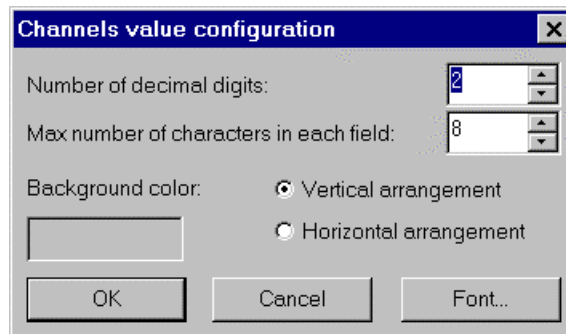 Channels value configuration
Number of decimal digits: 2
Max number of characters in each field: 8
Background color:
Vertical arrangement
Horizontal arrangement
OK Cancel Font...